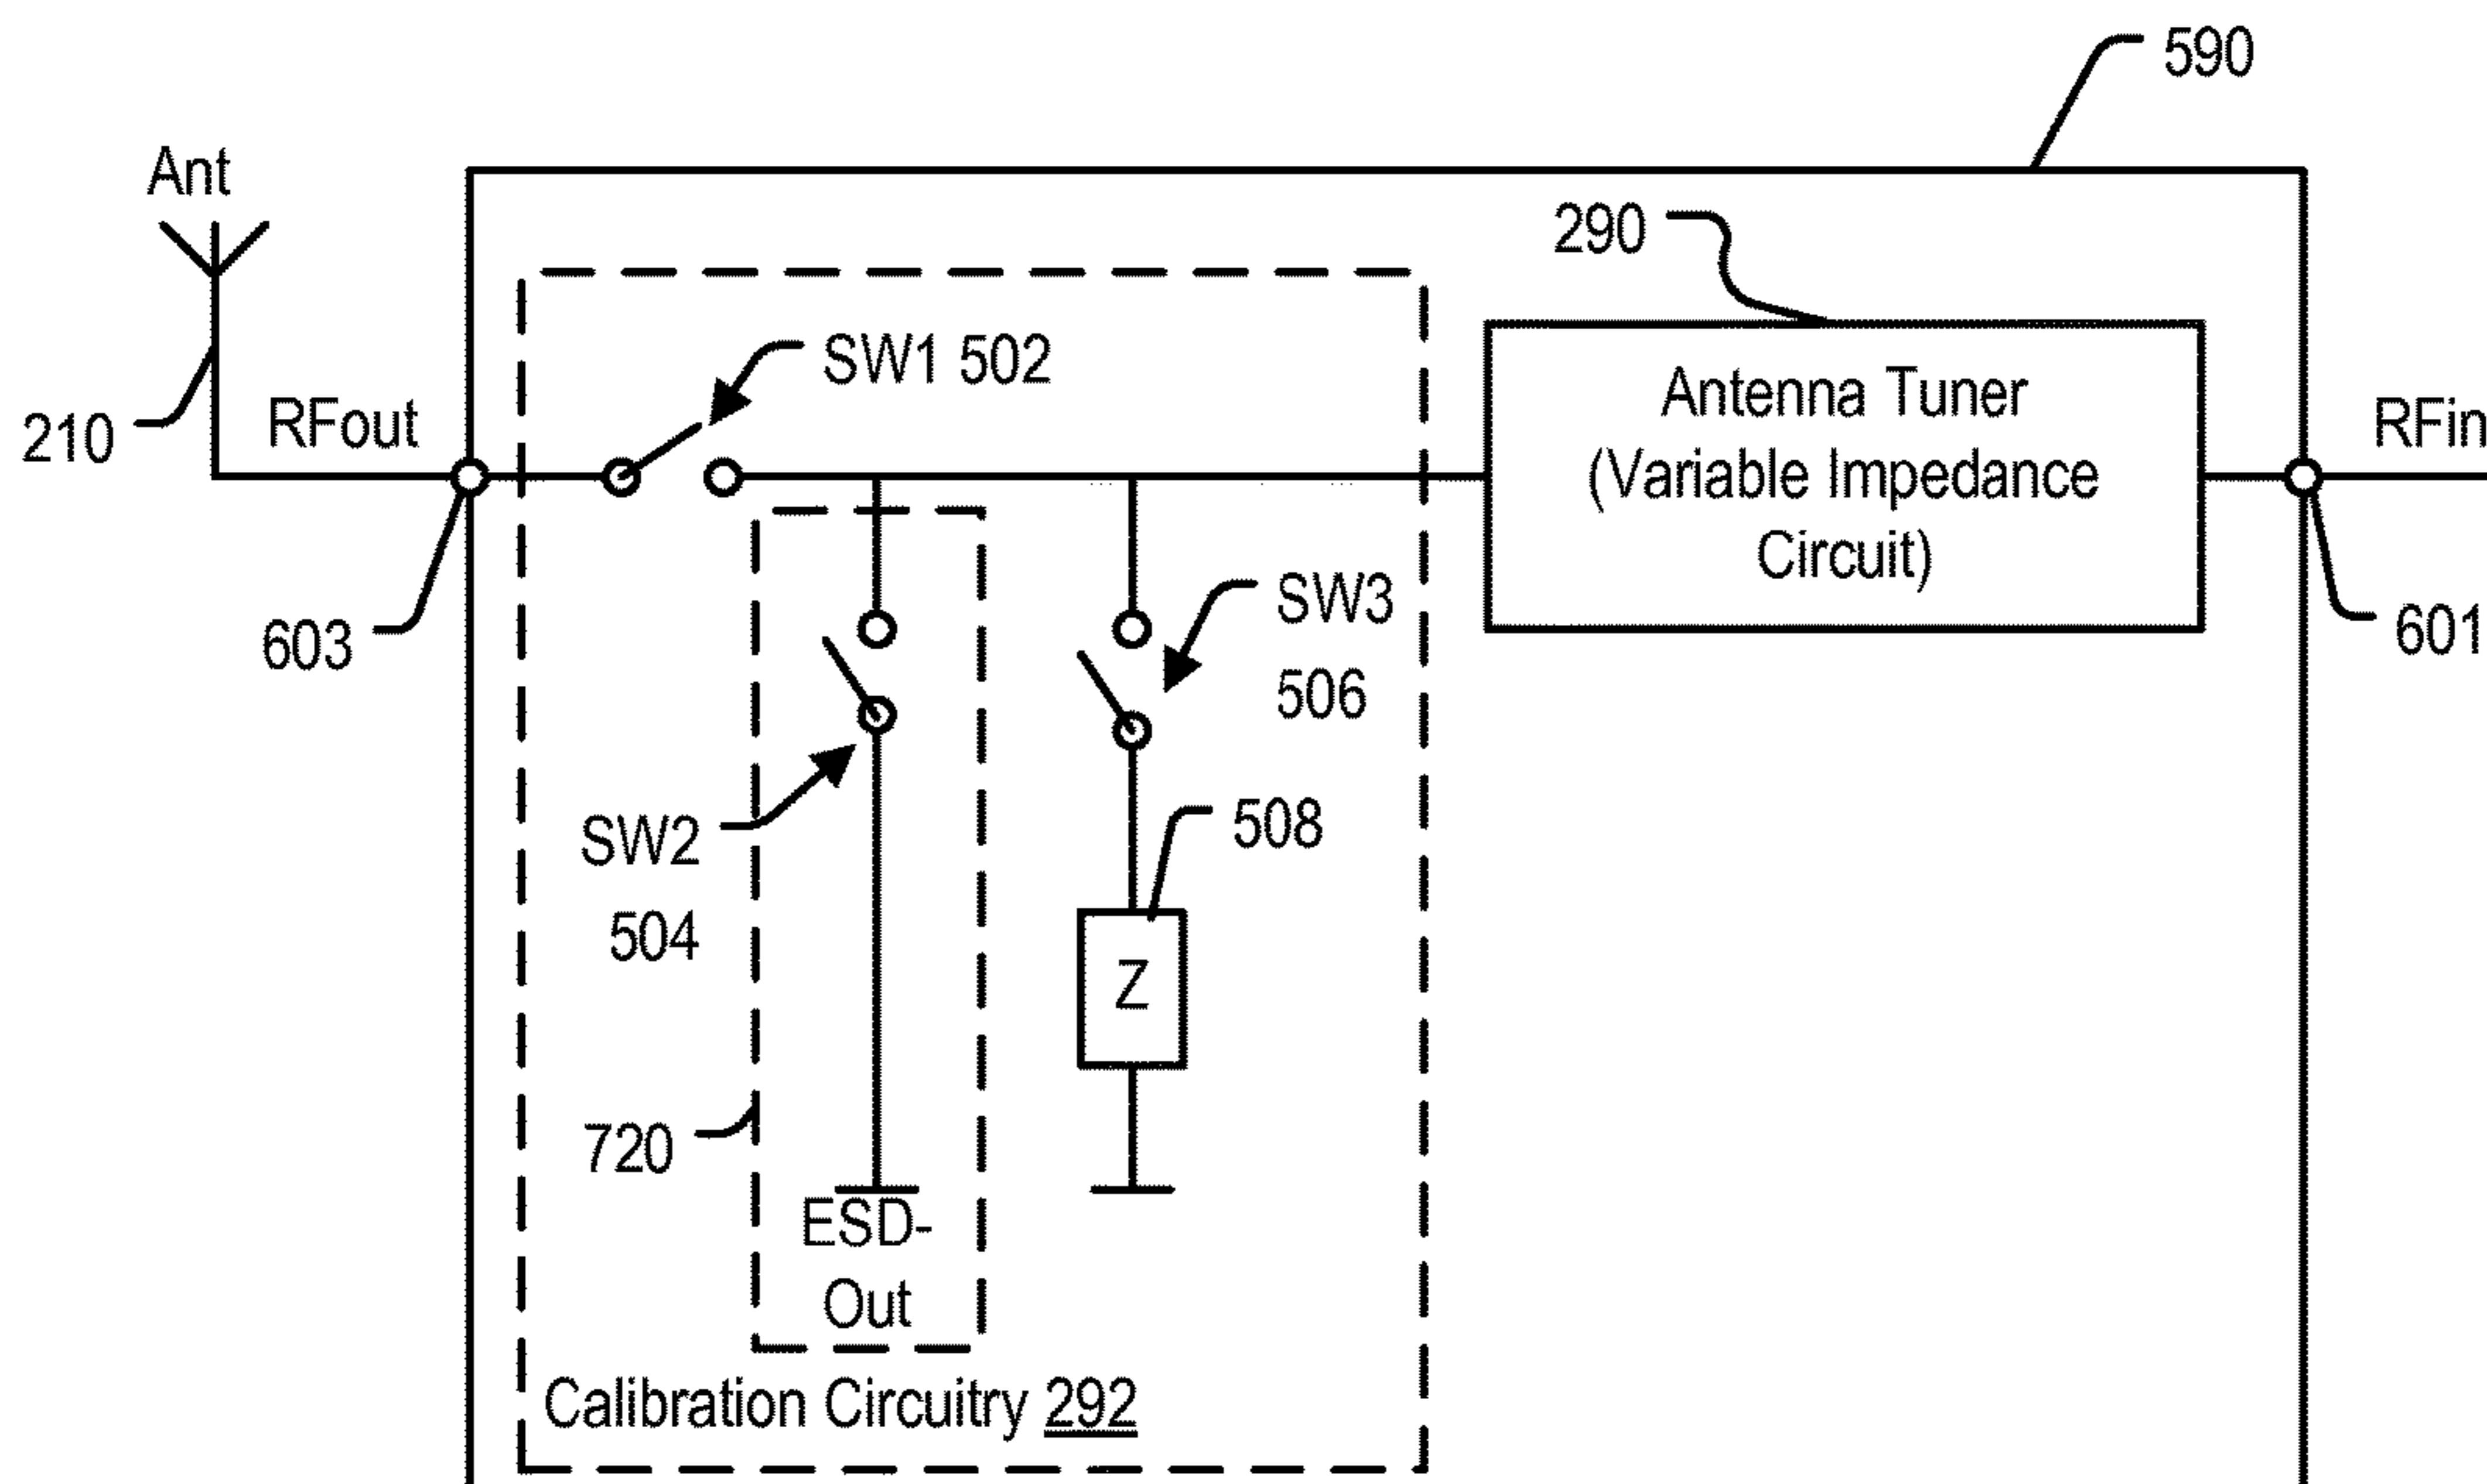 590
Ant
290
SW1 502
Antenna Tuner
(Variable Impedance
Circuit)
RFout
RFin
210
603
SW3
506
601
SW2
504
508
Z
720
ESD-
Out
Calibration Circuitry 292